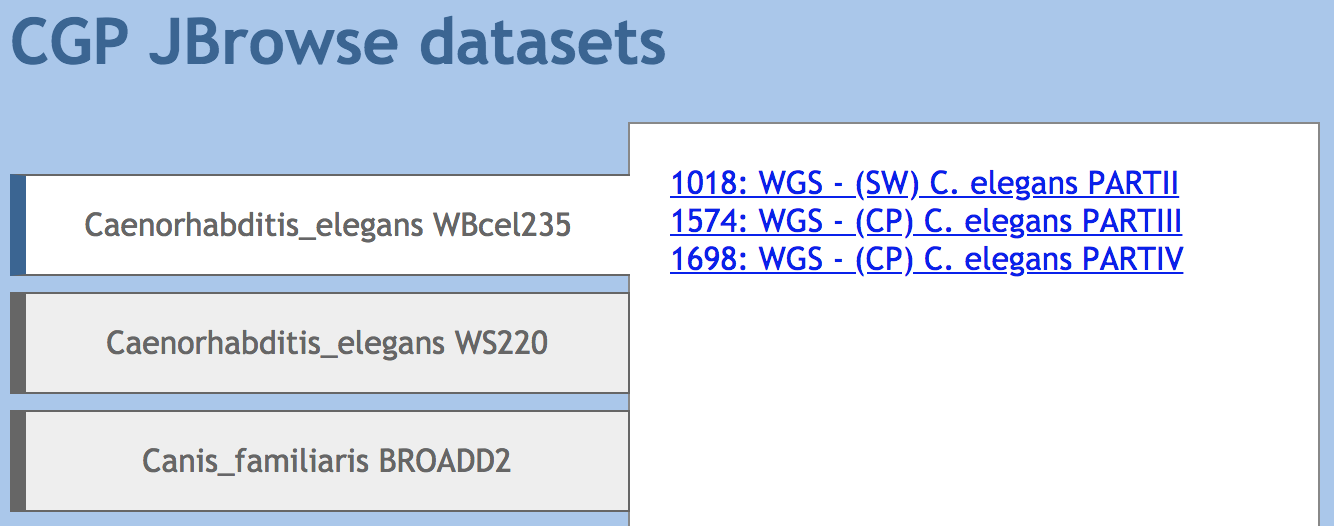 CGP JBrowse datasets
Caenorhabditis_elegans WBcel235
Caenorhabditis_elegans WS220
Canis_familiaris BROADD2
1018: WGS - (SW) C. elegans PARTII
1574: WGS - (CP) C. elegans PARTIII
1698: WGS - (CP) C. elegans PARTIV